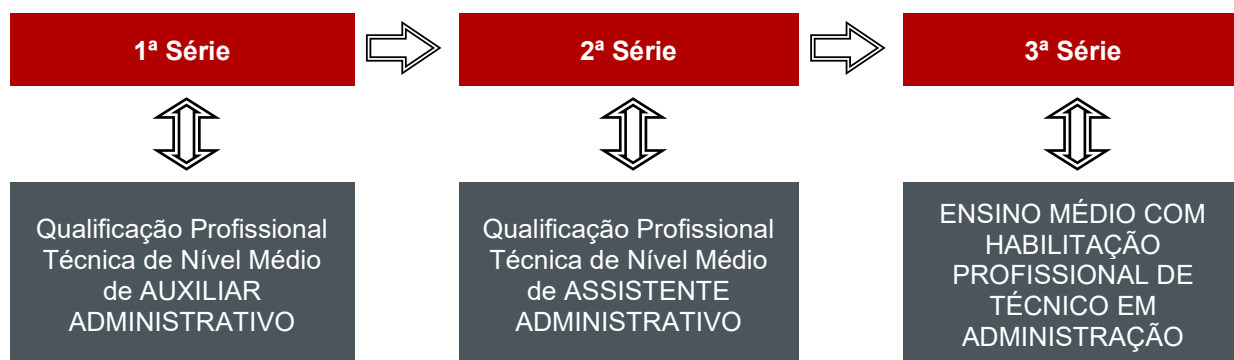 1ª Série
2ª Série
3ª Série
Qualificação Profissional
Técnica de Nível Médio
de AUXILIAR
ADMINISTRATIVO
Qualificação Profissional
Técnica de Nível Médio
de ASSISTENTE
ADMINISTRATIVO
ENSINO MÉDIO COM
HABILITAÇÃO
PROFISSIONAL DE
TÉCNICO EM
ADMINISTRAÇÃO